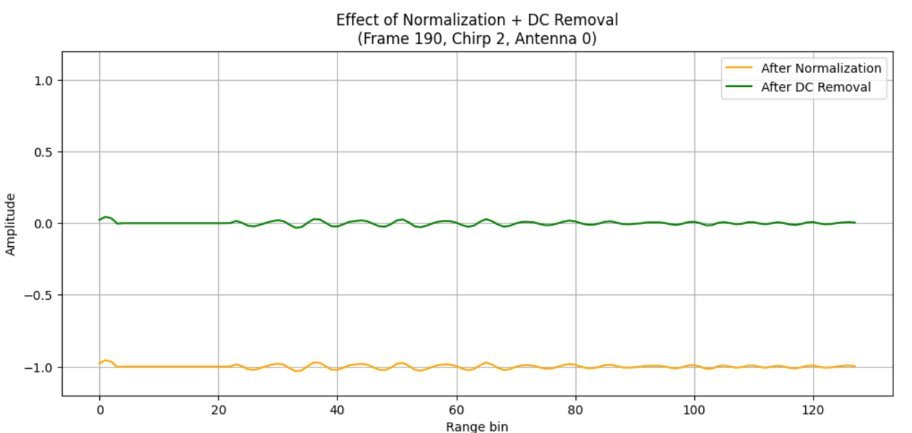 Effect of Normalization + DC Removal
(Frame 190, Chirp 2, Antenna 0)
After Normalization
After DC Removal
1.0
0.5
0.0
−0.5
−1.0
Amplitude
0 20 40 60 80 100 120
Range bin